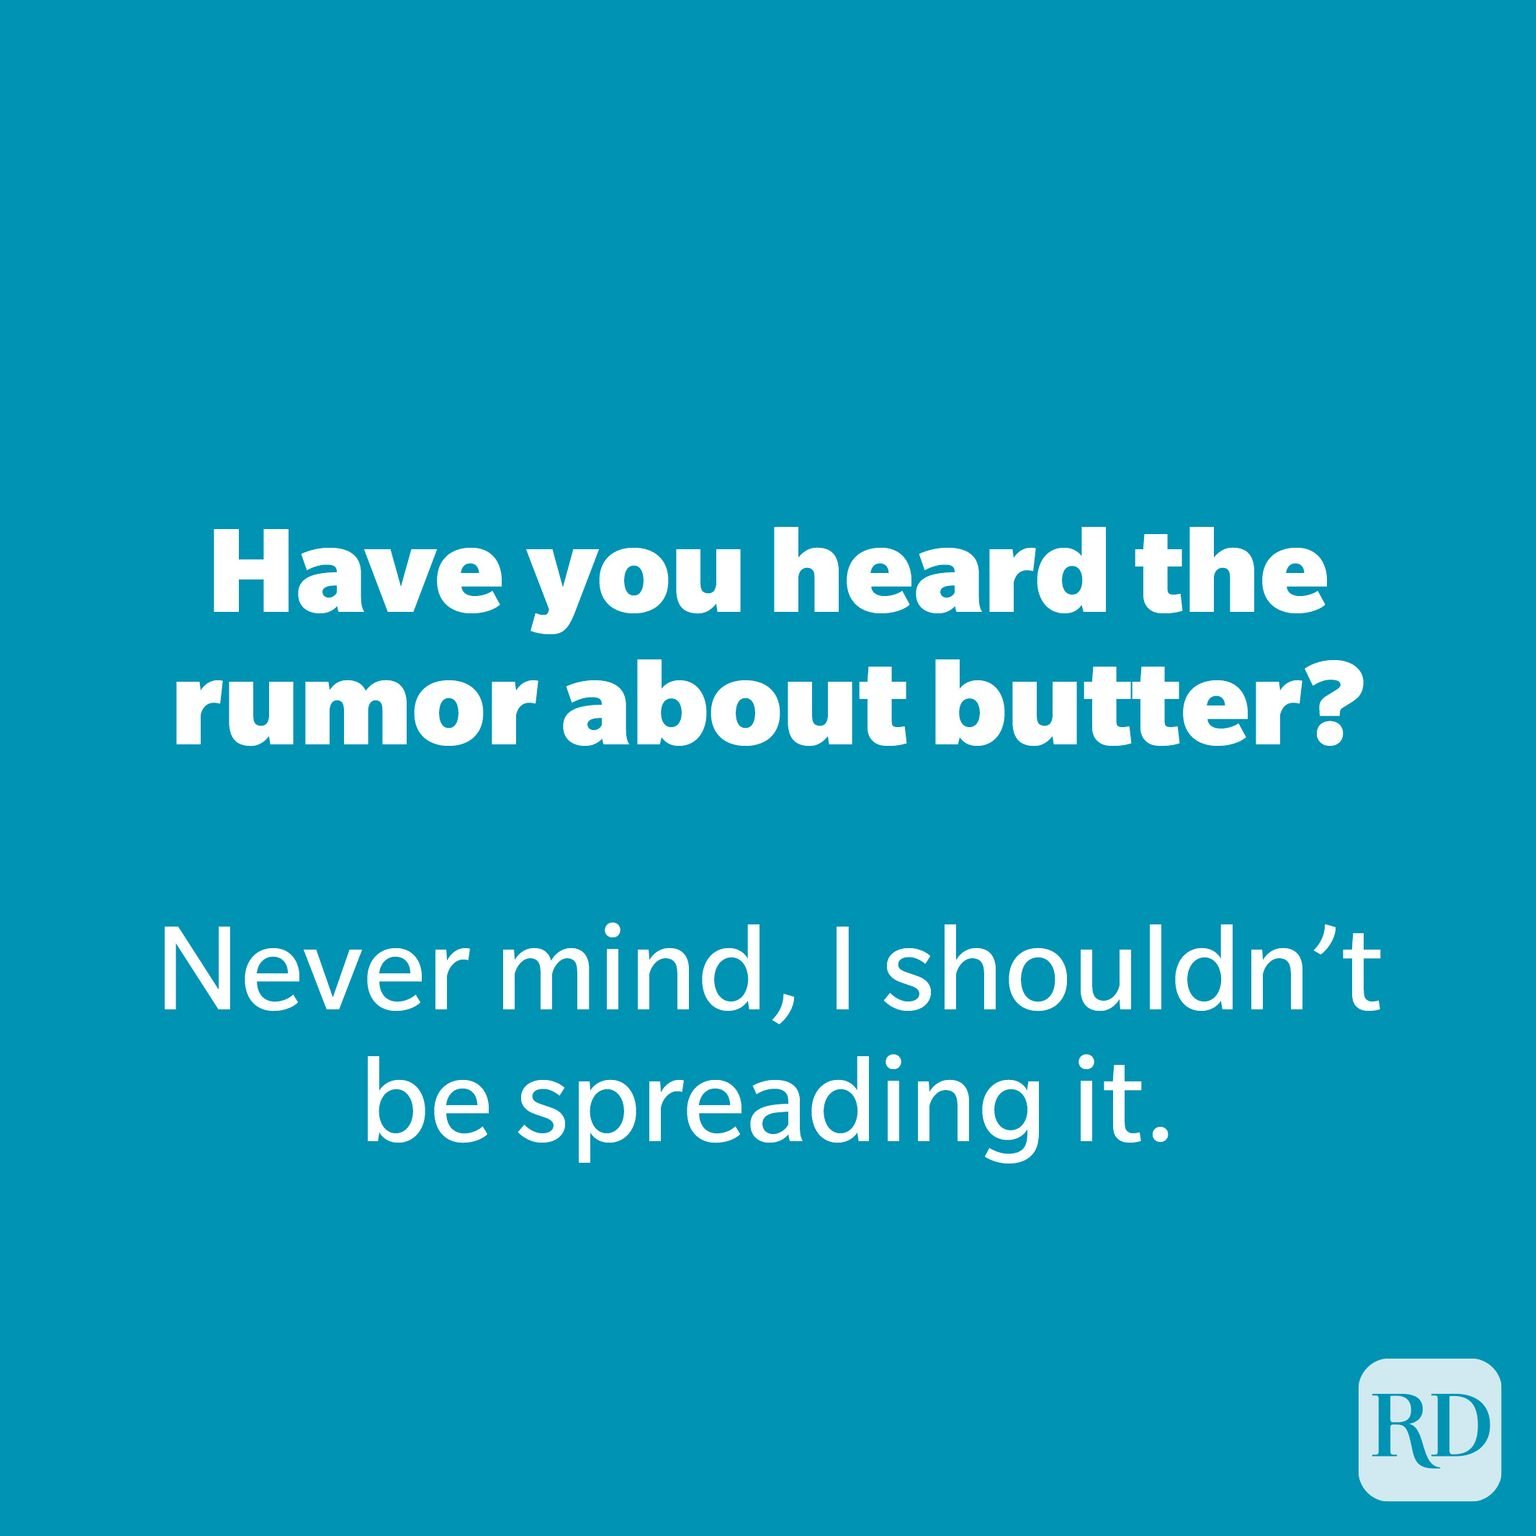 Have you heard the
rumor about butter?
Never mind, I shouldn’t
be spreading it.
RD